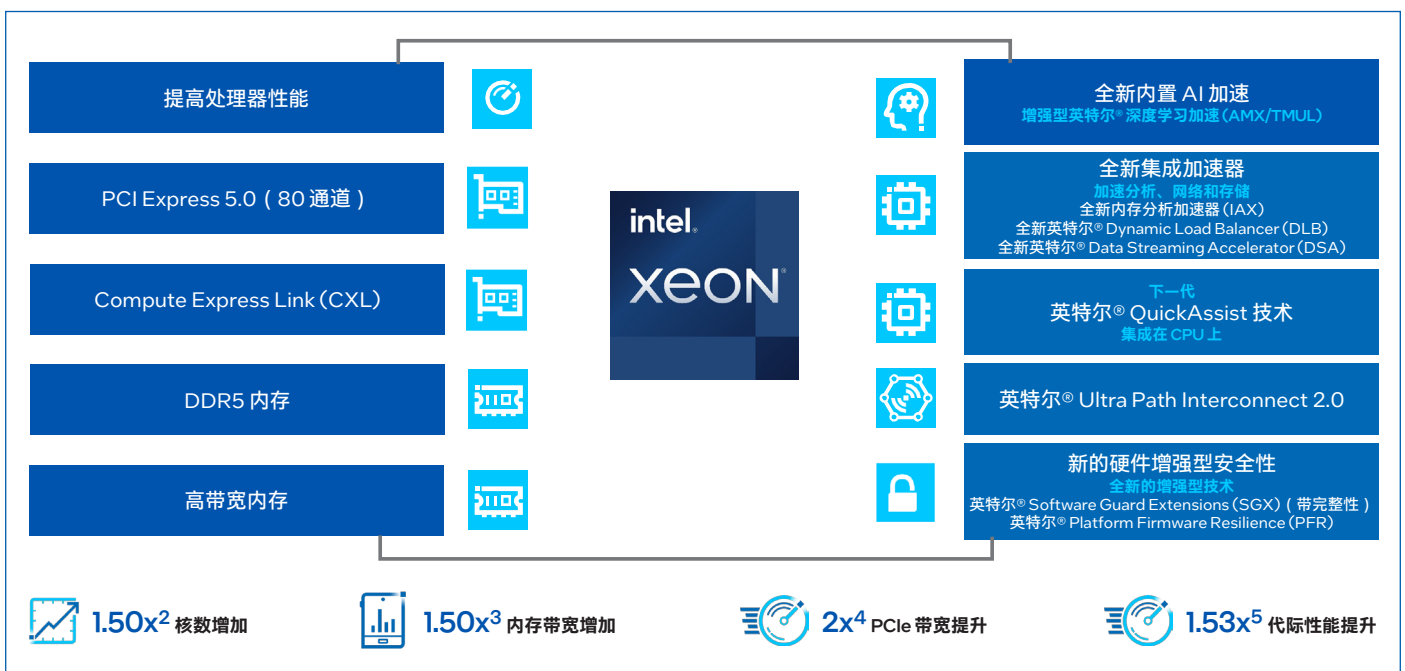 提高处理器性能
PCI Express 5.0（80 通道）
Compute Express Link (CXL)
DDR5 内存
高带宽内存
intel.
xeon®
全新内置 AI 加速
增强型英特尔® 深度学习加速 (AMX/TMUL)
全新集成加速器
加速分析、网络和存储
全新内存分析加速器 (IAX)
全新英特尔® Dynamic Load Balancer (DLB)
全新英特尔® Data Streaming Accelerator (DSA)
下一代
英特尔® QuickAssist 技术
集成在 CPU 上
英特尔® Ultra Path Interconnect 2.0
新的硬件增强型安全性
全新的增强型技术
英特尔® Software Guard Extensions (SGX)（带完整性）
英特尔® Platform Firmware Resilience (PFR)
1.50x² 核数增加
1.50x³ 内存带宽增加
2x⁴ PCIe 带宽提升
1.53x⁵ 代际性能提升